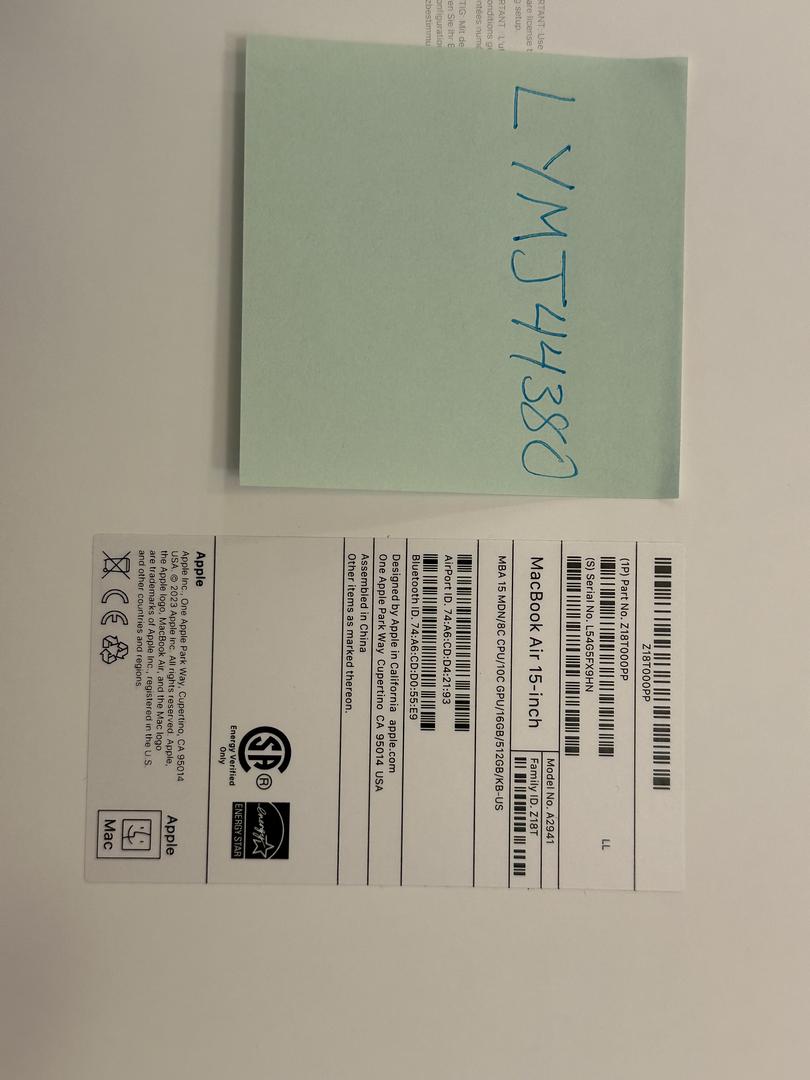 LYMJ44380
Z18T000PP
(1P) Part No. Z18T000PP
(S) Serial No. L54G5FX9HN
LL
MacBook Air 15-inch
Model No. A2941
Family ID. Z18T
MBA 15 MDN/8C CPU/10C GPU/16GB/512GB/KB-US
AirPort ID. 74:A6:CD:D4:21:93
Bluetooth ID. 74:A6:CD:D0:55:E9
Designed by Apple in California apple.com
One Apple Park Way Cupertino CA 95014 USA
Assembled in China
Other items as marked thereon.
SA
®
Energy Verified
Only
energy
ENERGY STAR
Apple
Apple Inc., One Apple Park Way, Cupertino, CA 95014
USA. © 2023 Apple Inc. All rights reserved. Apple,
the Apple logo, MacBook Air, and the Mac logo
are trademarks of Apple Inc., registered in the U.S.
and other countries and regions.
CE
Apple
Mac